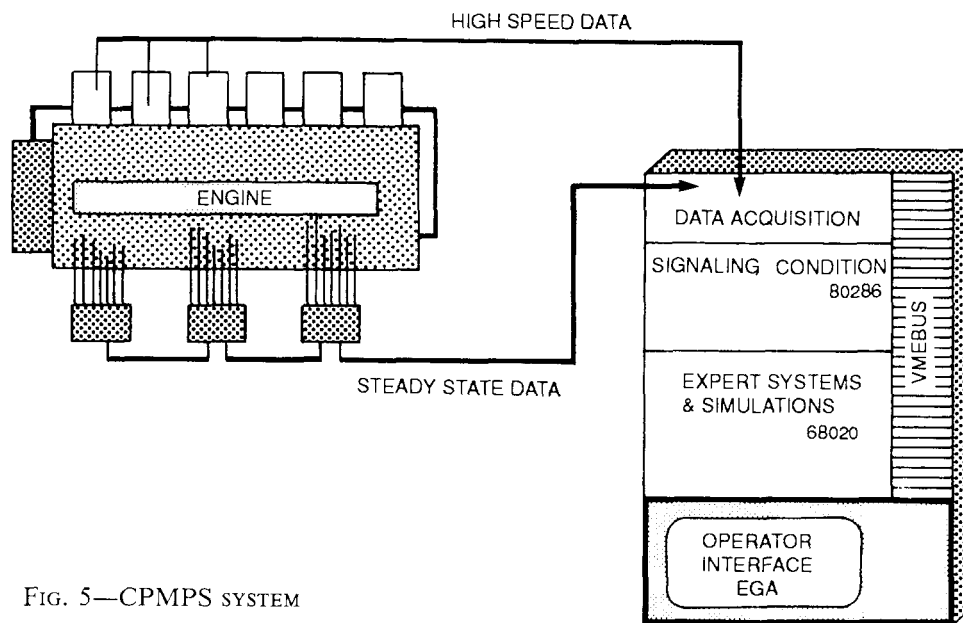 HIGH SPEED DATA
ENGINE
STEADY STATE DATA
DATA ACQUISITION
SIGNALING CONDITION
80286
EXPERT SYSTEMS
& SIMULATIONS
68020
VMEBUS
OPERATOR
INTERFACE
EGA
FIG. 5—CPMPS SYSTEM